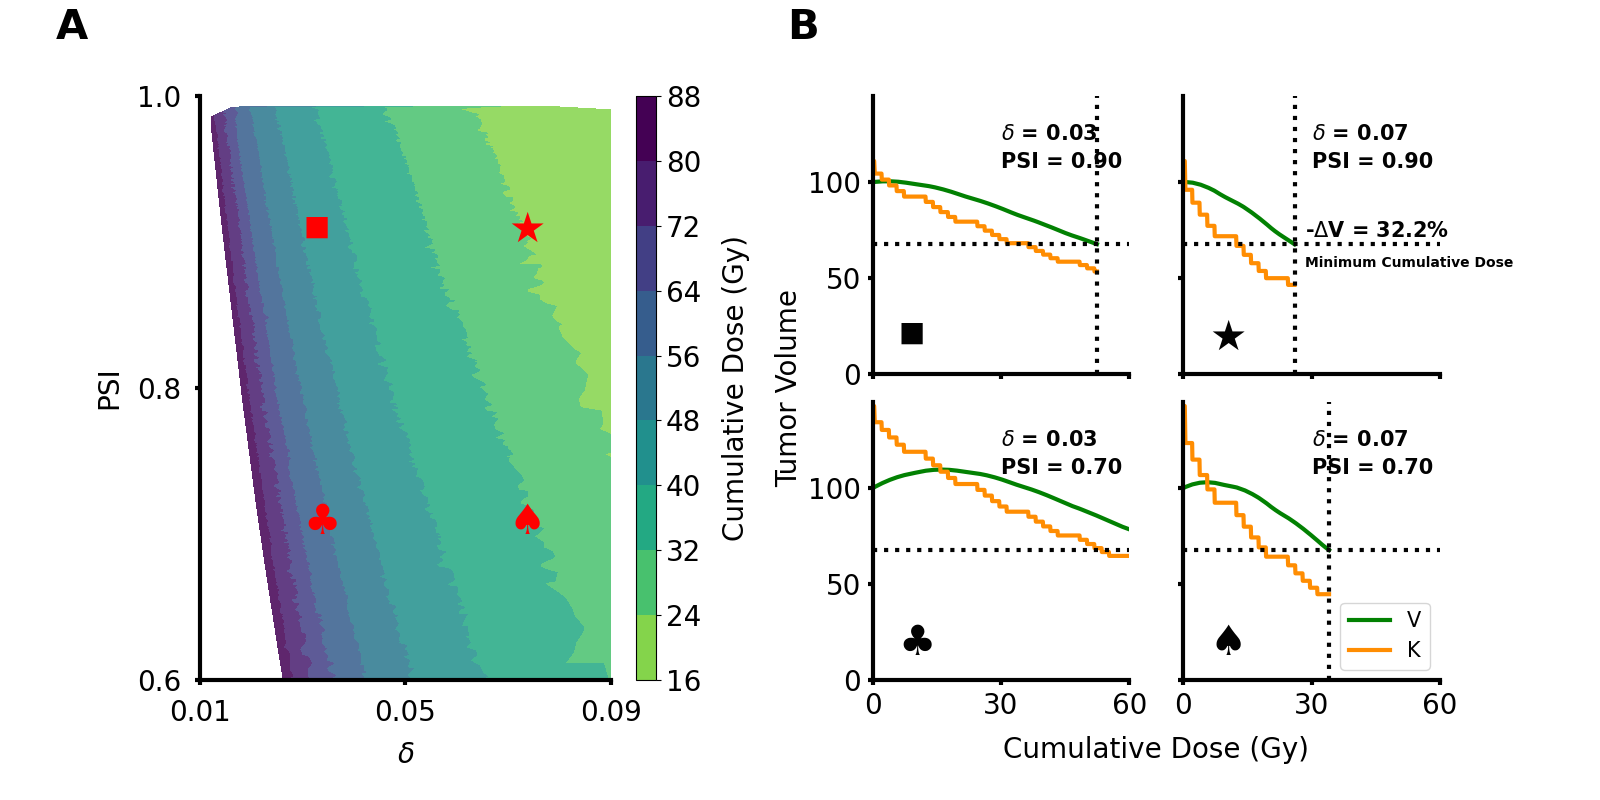 A
1.0
0.8
0.6
PSI
0.01
0.05
0.09
δ
88
80
72
64
56
48
40
32
24
16
Cumulative Dose (Gy)
B
Tumor Volume
100
50
0
δ = 0.03
PSI = 0.90
δ = 0.07
PSI = 0.90
-ΔV = 32.2%
Minimum Cumulative Dose
100
50
0
δ = 0.03
PSI = 0.70
δ = 0.07
PSI = 0.70
V
K
0
30
60
0
30
60
Cumulative Dose (Gy)